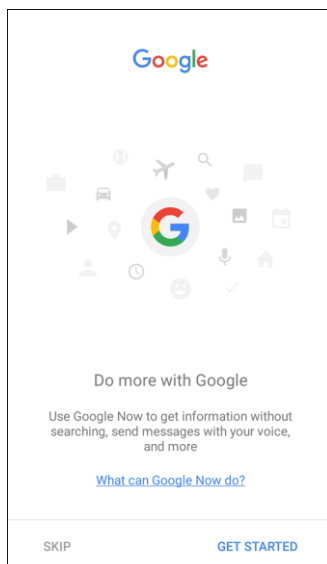 Google
G
Do more with Google
Use Google Now to get information without
searching, send messages with your voice,
and more
What can Google Now do?
SKIP
GET STARTED